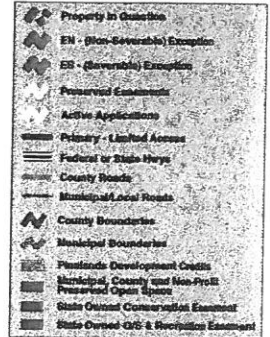 Property In Question
EN - (Non-Severable) Exception
ES - (Severable) Exception
Preserved Easements
Active Applications
Primary - Limited Access
Federal or State Hwys
County Roads
Municipal/Local Roads
County Boundaries
Municipal Boundaries
Pinelands Development Credits
Municipal, County and Non-Profit
Preserved Open Space
State Owned Conservation Easement
State Owned O/S & Recreation Easement